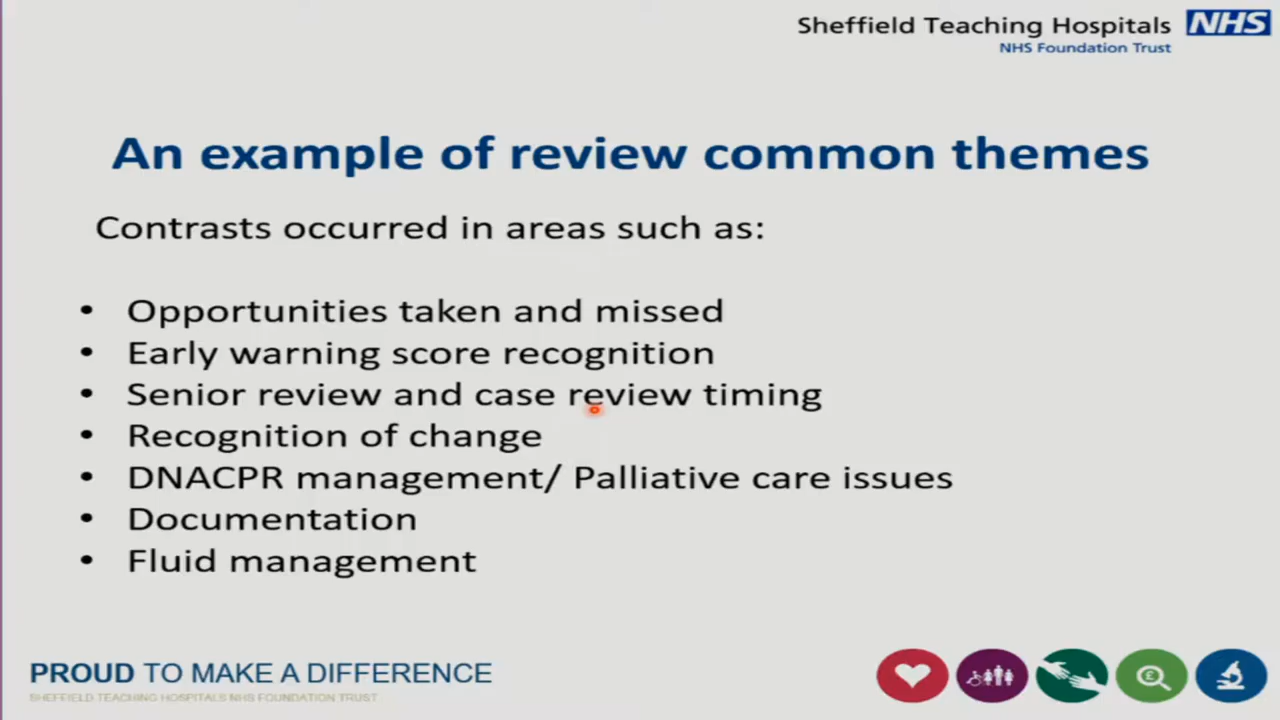 Sheffield Teaching Hospitals NHS
NHS Foundation Trust
An example of review common themes
Contrasts occurred in areas such as:
• Opportunities taken and missed
• Early warning score recognition
• Senior review and case review timing
• Recognition of change
• DNACPR management/ Palliative care issues
• Documentation
• Fluid management
PROUD TO MAKE A DIFFERENCE
SHEFFIELD TEACHING HOSPITALS NHS FOUNDATION TRUST
£